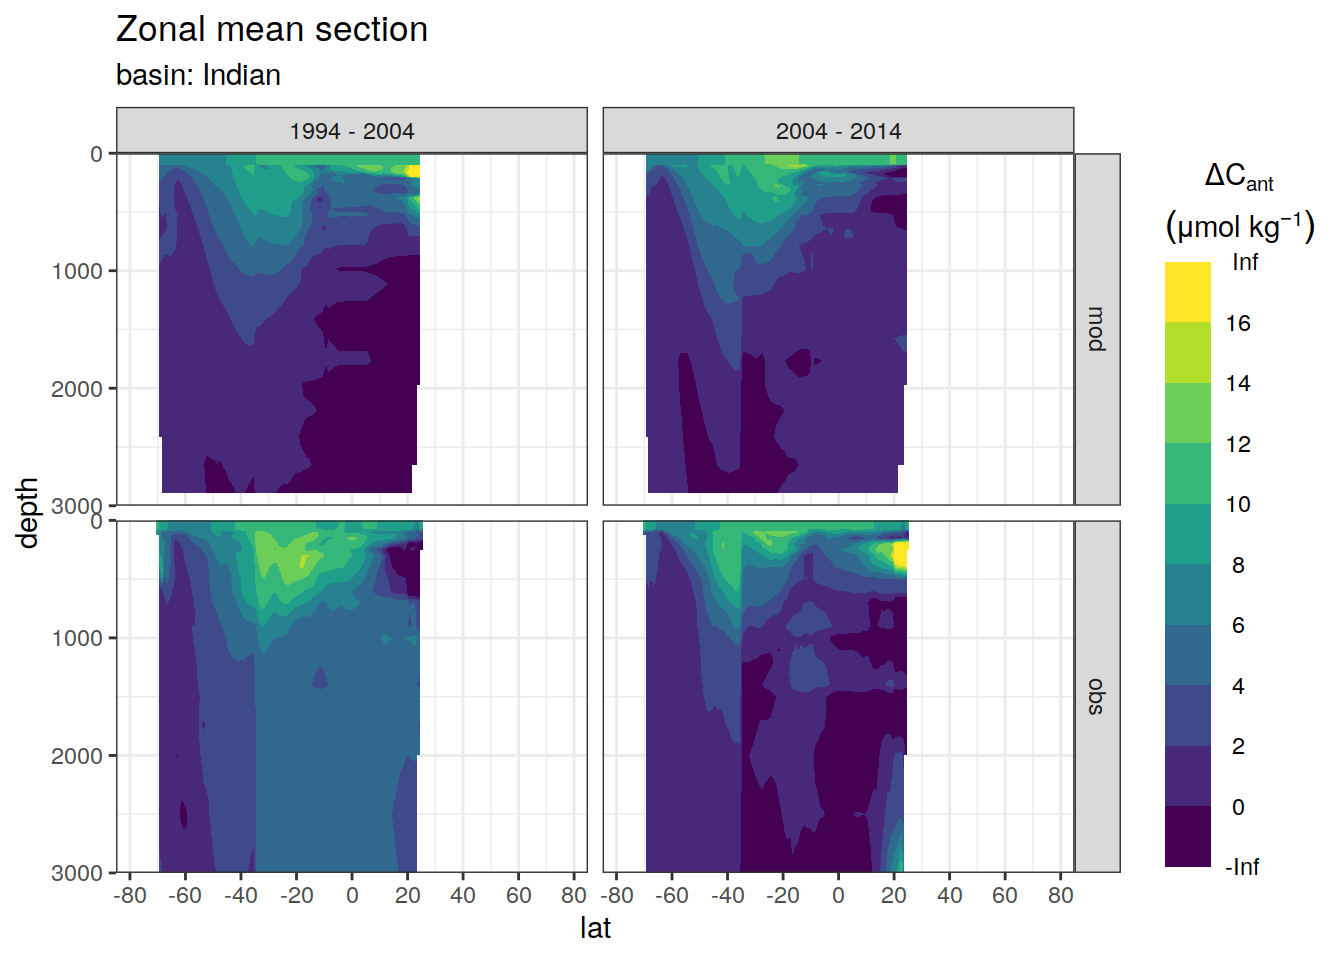 Zonal mean section
basin: Indian
1994 - 2004
2004 - 2014
0
1000
2000
3000
mod
0
1000
2000
3000
obs
depth
-80 -60 -40 -20 0 20 40 60 80
-80 -60 -40 -20 0 20 40 60 80
lat
ΔCant
(μmol kg⁻¹)
Inf
16
14
12
10
8
6
4
2
0
-Inf